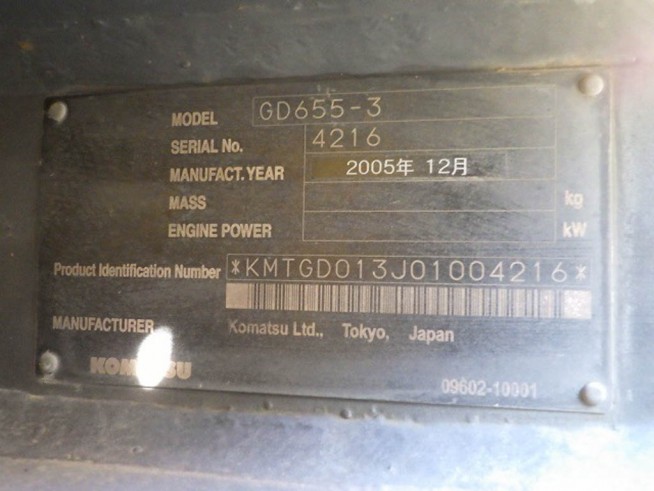 MODEL GD655-3
SERIAL No. 4216
MANUFACT. YEAR 2005年 12月
MASS kg
ENGINE POWER kW
Product Identification Number *KMTGD013J01004216*
MANUFACTURER Komatsu Ltd., Tokyo, Japan
KOMATSU
09602-10001